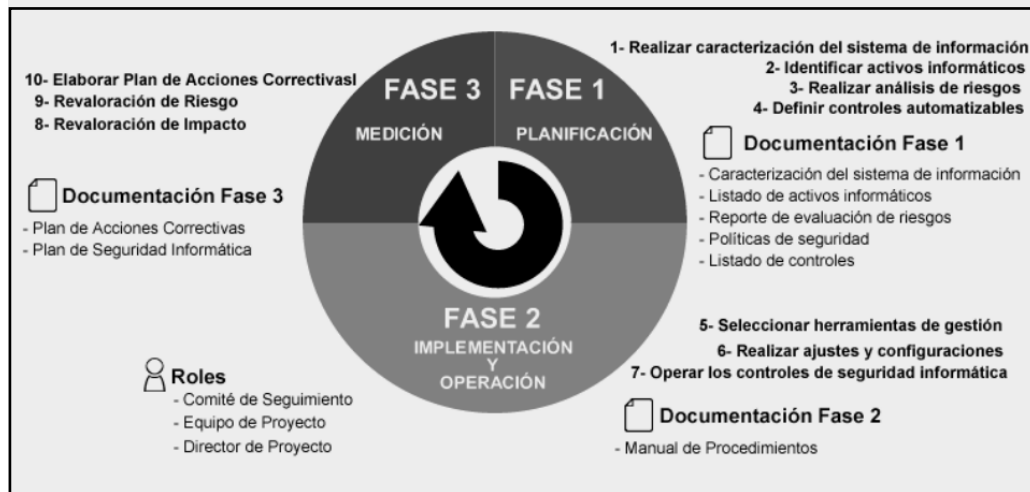 FASE 1
PLANIFICACIÓN
1- Realizar caracterización del sistema de información
2- Identificar activos informáticos
3- Realizar análisis de riesgos
4- Definir controles automatizables
Documentación Fase 1
- Caracterización del sistema de información
- Listado de activos informáticos
- Reporte de evaluación de riesgos
- Políticas de seguridad
- Listado de controles
FASE 2
IMPLEMENTACIÓN
Y
OPERACIÓN
5- Seleccionar herramientas de gestión
6- Realizar ajustes y configuraciones
7- Operar los controles de seguridad informática
Documentación Fase 2
- Manual de Procedimientos
FASE 3
MEDICIÓN
10- Elaborar Plan de Acciones Correctivasl
9- Revaloración de Riesgo
8- Revaloración de Impacto
Documentación Fase 3
- Plan de Acciones Correctivas
- Plan de Seguridad Informática
Roles
- Comité de Seguimiento
- Equipo de Proyecto
- Director de Proyecto